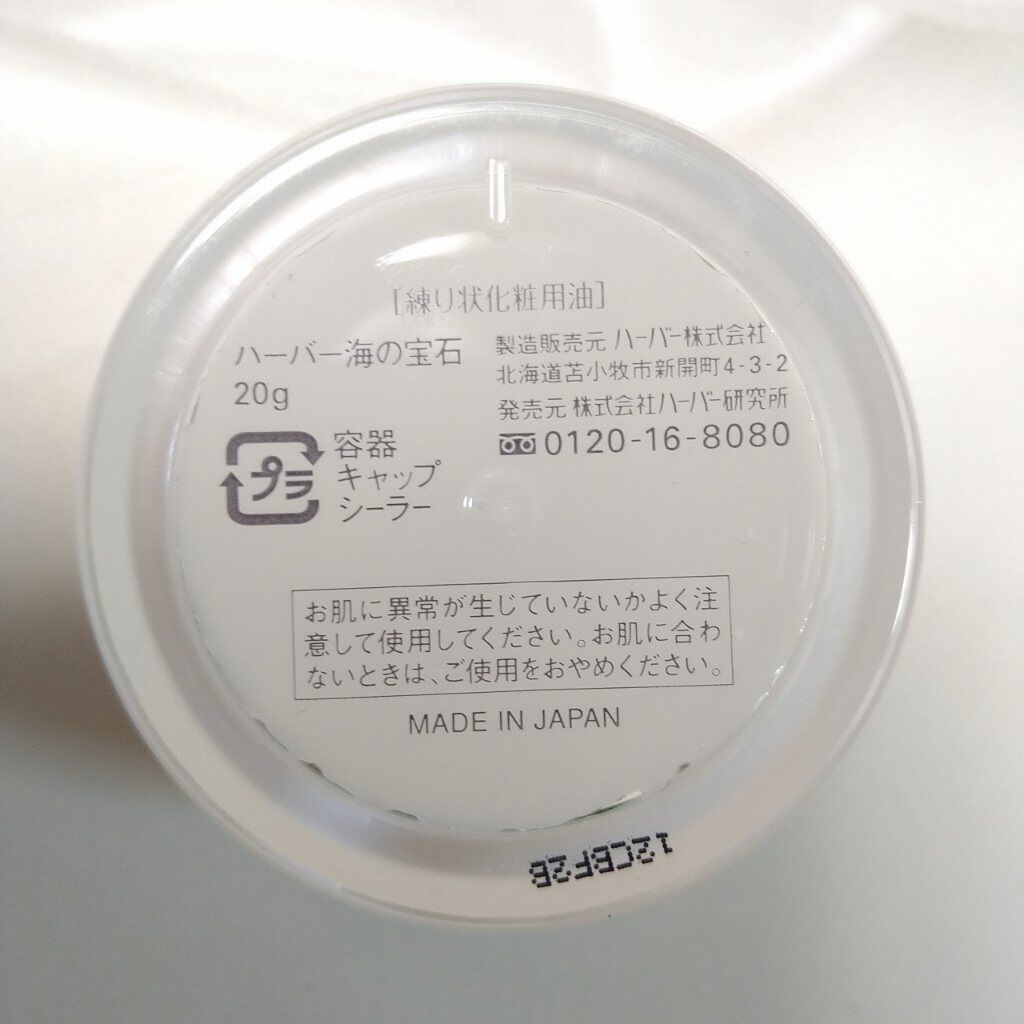 [練り状化粧用油]
ハーバー海の宝石
20g
製造販売元 ハーバー株式会社
北海道苫小牧市新開町4-3-2
発売元 株式会社ハーバー研究所
0120-16-8080
プラ
容器
キャップ
シーラー
お肌に異常が生じていないかよく注
意して使用してください。お肌に合わ
ないときは、ご使用をおやめください。
MADE IN JAPAN